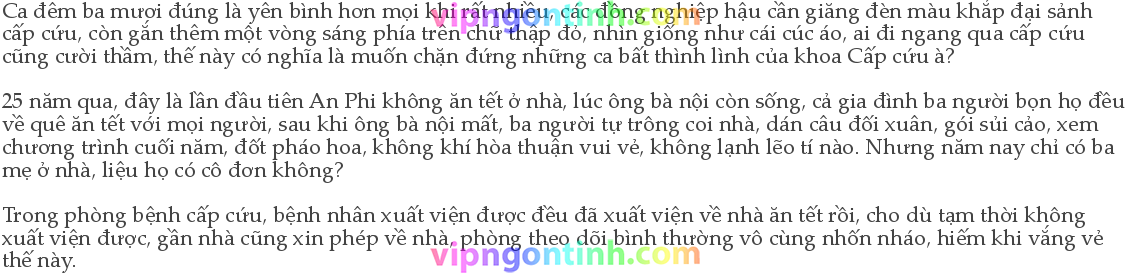 Ca đêm ba mươi đúng là yên bình hơn mọi khi rất nhiều, các đồng nghiệp hậu cần giăng đèn màu khắp đại sảnh
cấp cứu, còn gắn thêm một vòng sáng phía trên chữ thập đỏ, nhìn giống như cái cúc áo, ai đi ngang qua cấp cứu
cũng cười thầm, thế này có nghĩa là muốn chặn đứng những ca bất thình lình của khoa Cấp cứu à?
25 năm qua, đây là lần đầu tiên An Phi không ăn tết ở nhà, lúc ông bà nội còn sống, cả gia đình ba người bọn họ đều
về quê ăn tết với mọi người, sau khi ông bà nội mất, ba người tự trông coi nhà, dán câu đối xuân, gói sủi cảo, xem
chương trình cuối năm, đốt pháo hoa, không khí hòa thuận vui vẻ, không lạnh lẽo tí nào. Nhưng năm nay chỉ có ba
mẹ ở nhà, liệu họ có cô đơn không?
Trong phòng bệnh cấp cứu, bệnh nhân xuất viện được đều đã xuất viện về nhà ăn tết rồi, cho dù tạm thời không
xuất viện được, gần nhà cũng xin phép về nhà, phòng theo dõi bình thường vô cùng nhốn nháo, hiếm khi vắng vẻ
thế này.
vipngontinh.com
vipngontinh.com